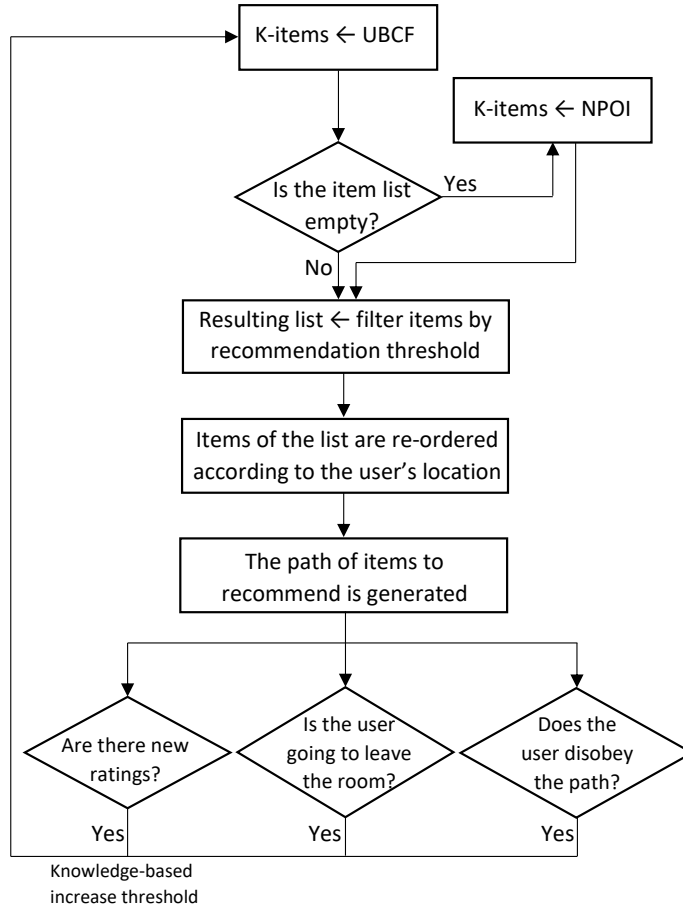 K-items ← UBCF
K-items ← NPOI
Is the item list
empty?
Yes
No
Resulting list ← filter items by
recommendation threshold
Items of the list are re-ordered
according to the user’s location
The path of items to
recommend is generated
Are there new
ratings?
Is the user
going to leave
the room?
Does the
user disobey
the path?
Yes
Yes
Yes
Knowledge-based
increase threshold